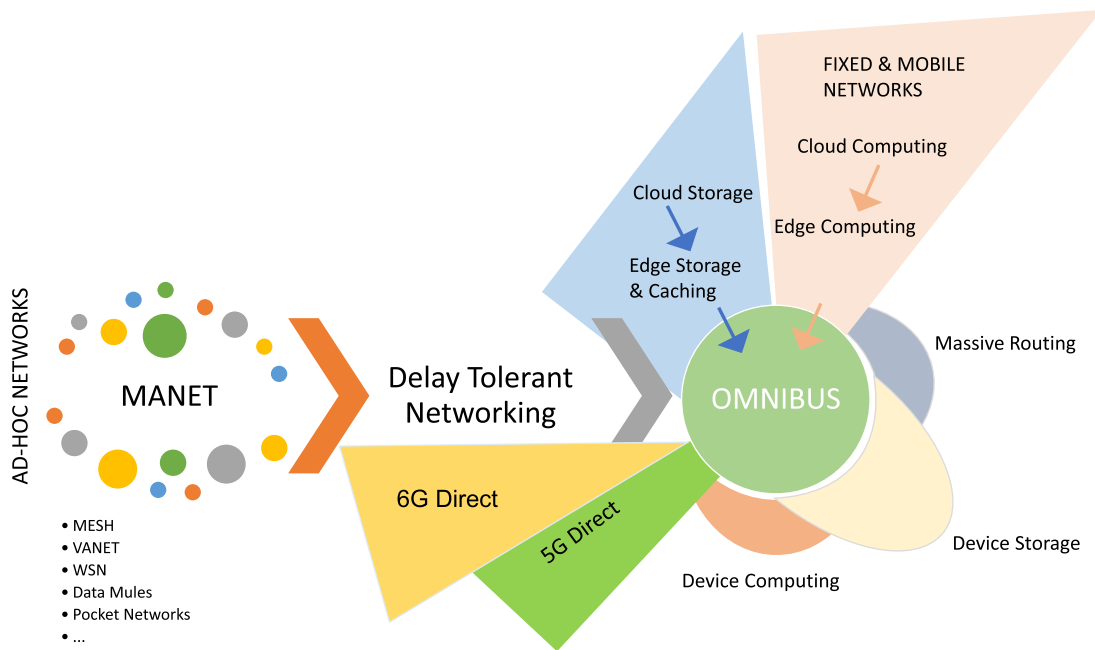 AD-HOC NETWORKS
MANET
• MESH
• VANET
• WSN
• Data Mules
• Pocket Networks
• ...
Delay Tolerant
Networking
6G Direct
5G Direct
Cloud Storage
Edge Storage
& Caching
FIXED & MOBILE
NETWORKS
Cloud Computing
Edge Computing
OMNIBUS
Massive Routing
Device Storage
Device Computing